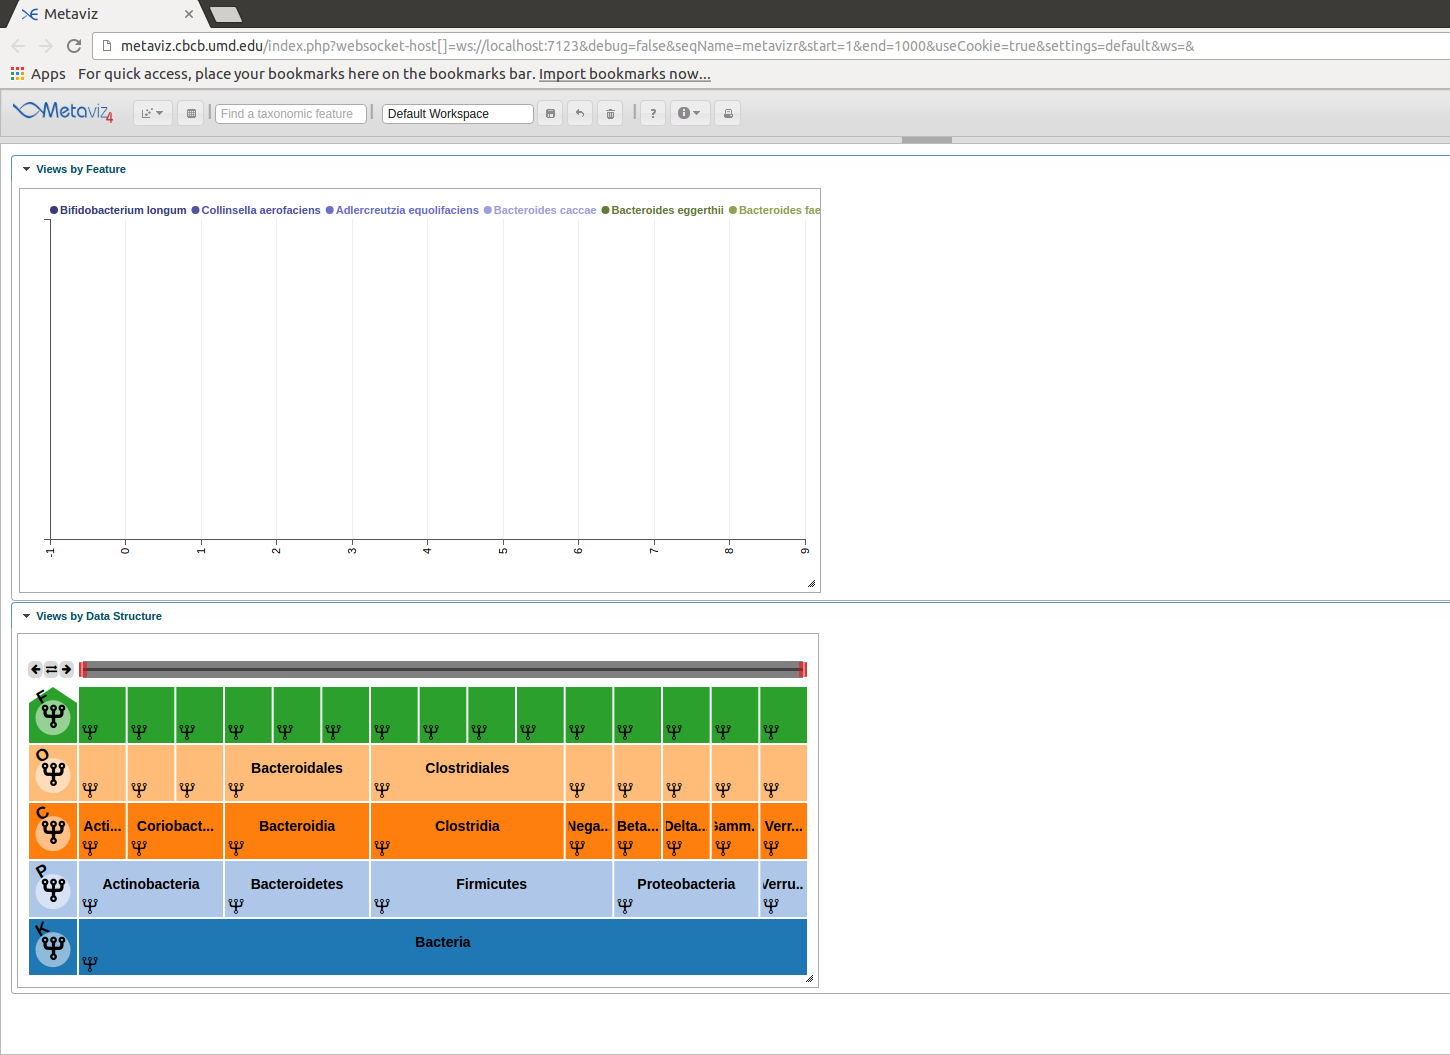 Metaviz
metaviz.cbcb.umd.edu/index.php?websocket-host[]=ws://localhost:7123&debug=false&seqName=metavizr&start=1&end=1000&useCookie=true&settings=default&ws=&
Apps For quick access, place your bookmarks here on the bookmarks bar. Import bookmarks now...
Metaviz 4 Find a taxonomic feature Default Workspace ?
Views by Feature
Bifidobacterium longum Collinsella aerofaciens Adlercreutzia equolifaciens Bacteroides caccae Bacteroides eggerthii Bacteroides fae
-1 0 1 2 3 4 5 6 7 8 9
Views by Data Structure
F
O Bacteroidales Clostridiales
C Acti... Coriobact... Bacteroidia Clostridia Nega... Beta... Delta... Gamm. Verr...
P Actinobacteria Bacteroidetes Firmicutes Proteobacteria Verru..
K Bacteria